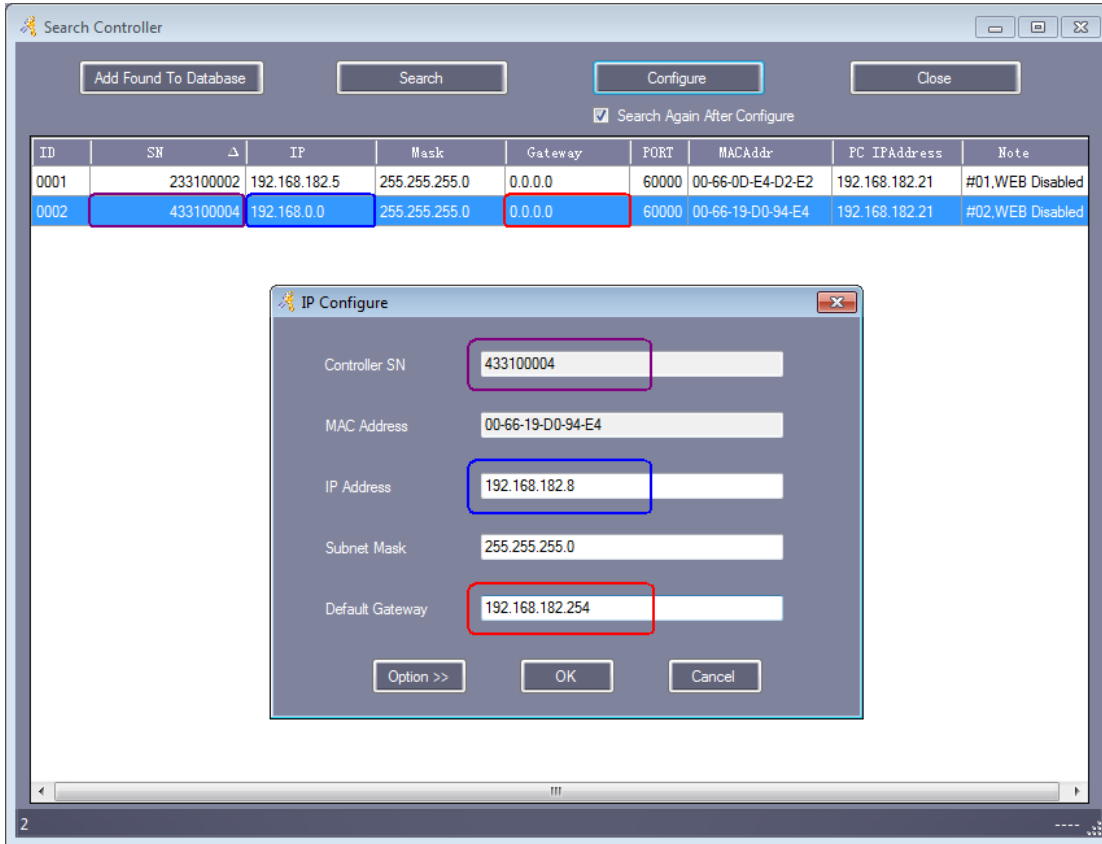 Search Controller
Add Found To Database Search Configure Close
Search Again After Configure
ID SN IP Mask Gateway PORT MACAddr PC IPAddress Note
0001 233100002 192.168.182.5 255.255.255.0 0.0.0.0 60000 00-66-0D-E4-D2-E2 192.168.182.21 #01,WEB Disabled
0002 433100004 192.168.0.0 255.255.255.0 0.0.0.0 60000 00-66-19-D0-94-E4 192.168.182.21 #02,WEB Disabled
IP Configure
Controller SN 433100004
MAC Address 00-66-19-D0-94-E4
IP Address 192.168.182.8
Subnet Mask 255.255.255.0
Default Gateway 192.168.182.254
Option >> OK Cancel
2 ----